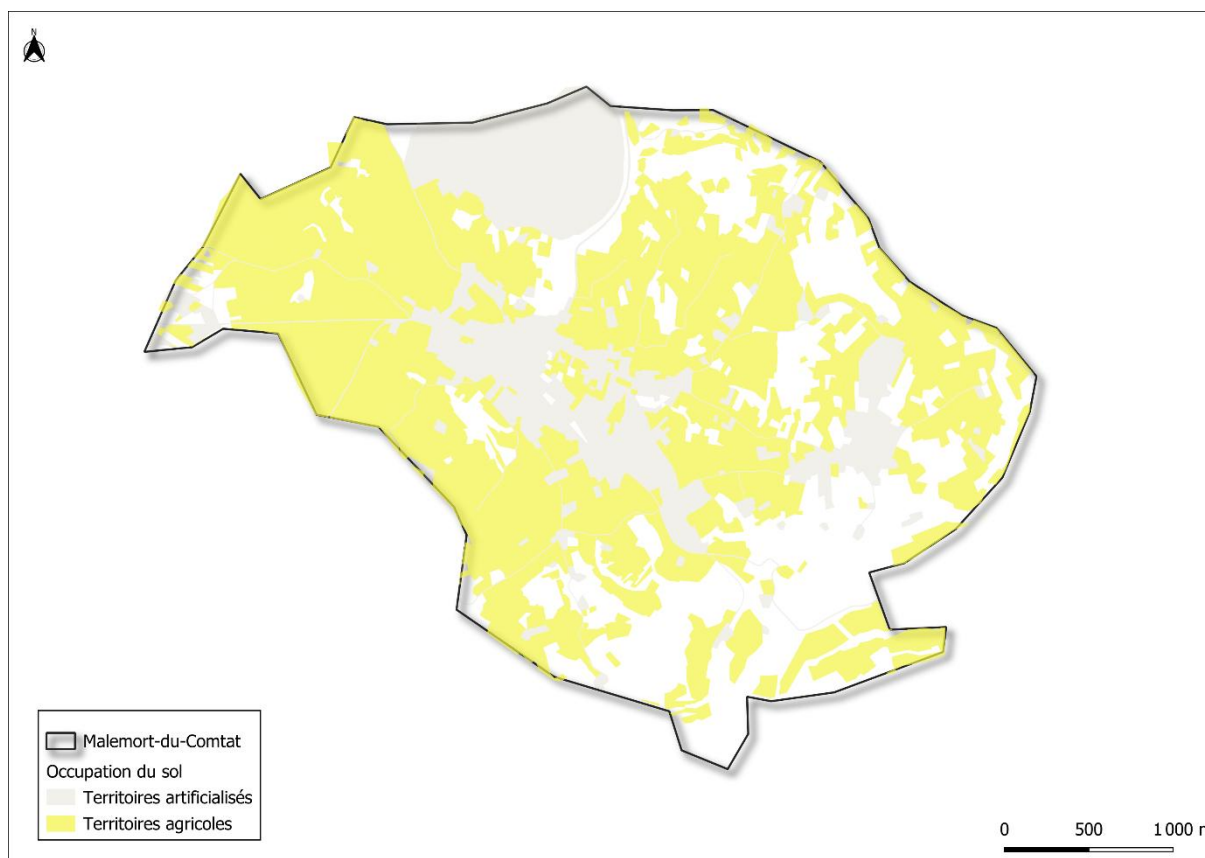 N
Malemort-du-Comtat
Occupation du sol
Territoires artificialisés
Territoires agricoles
0 500 1 000 m